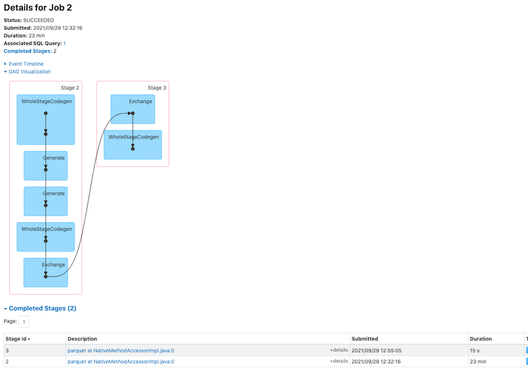 Details for Job 2
Status: SUCCEEDED
Submitted: 2021/09/29 12:32:16
Duration: 23 min
Associated SQL Query: 1
Completed Stages: 2
Event Timeline
DAG Visualization
Stage 2
WholeStageCodegen
Generate
Generate
WholeStageCodegen
Exchange
Stage 3
Exchange
WholeStageCodegen
Completed Stages (2)
Page: 1
Stage Id Description Submitted Duration
3 parquet at NativeMethodAccessorImpl.java:0 +details 2021/09/29 12:55:05 15 s
2 parquet at NativeMethodAccessorImpl.java:0 +details 2021/09/29 12:32:16 23 min